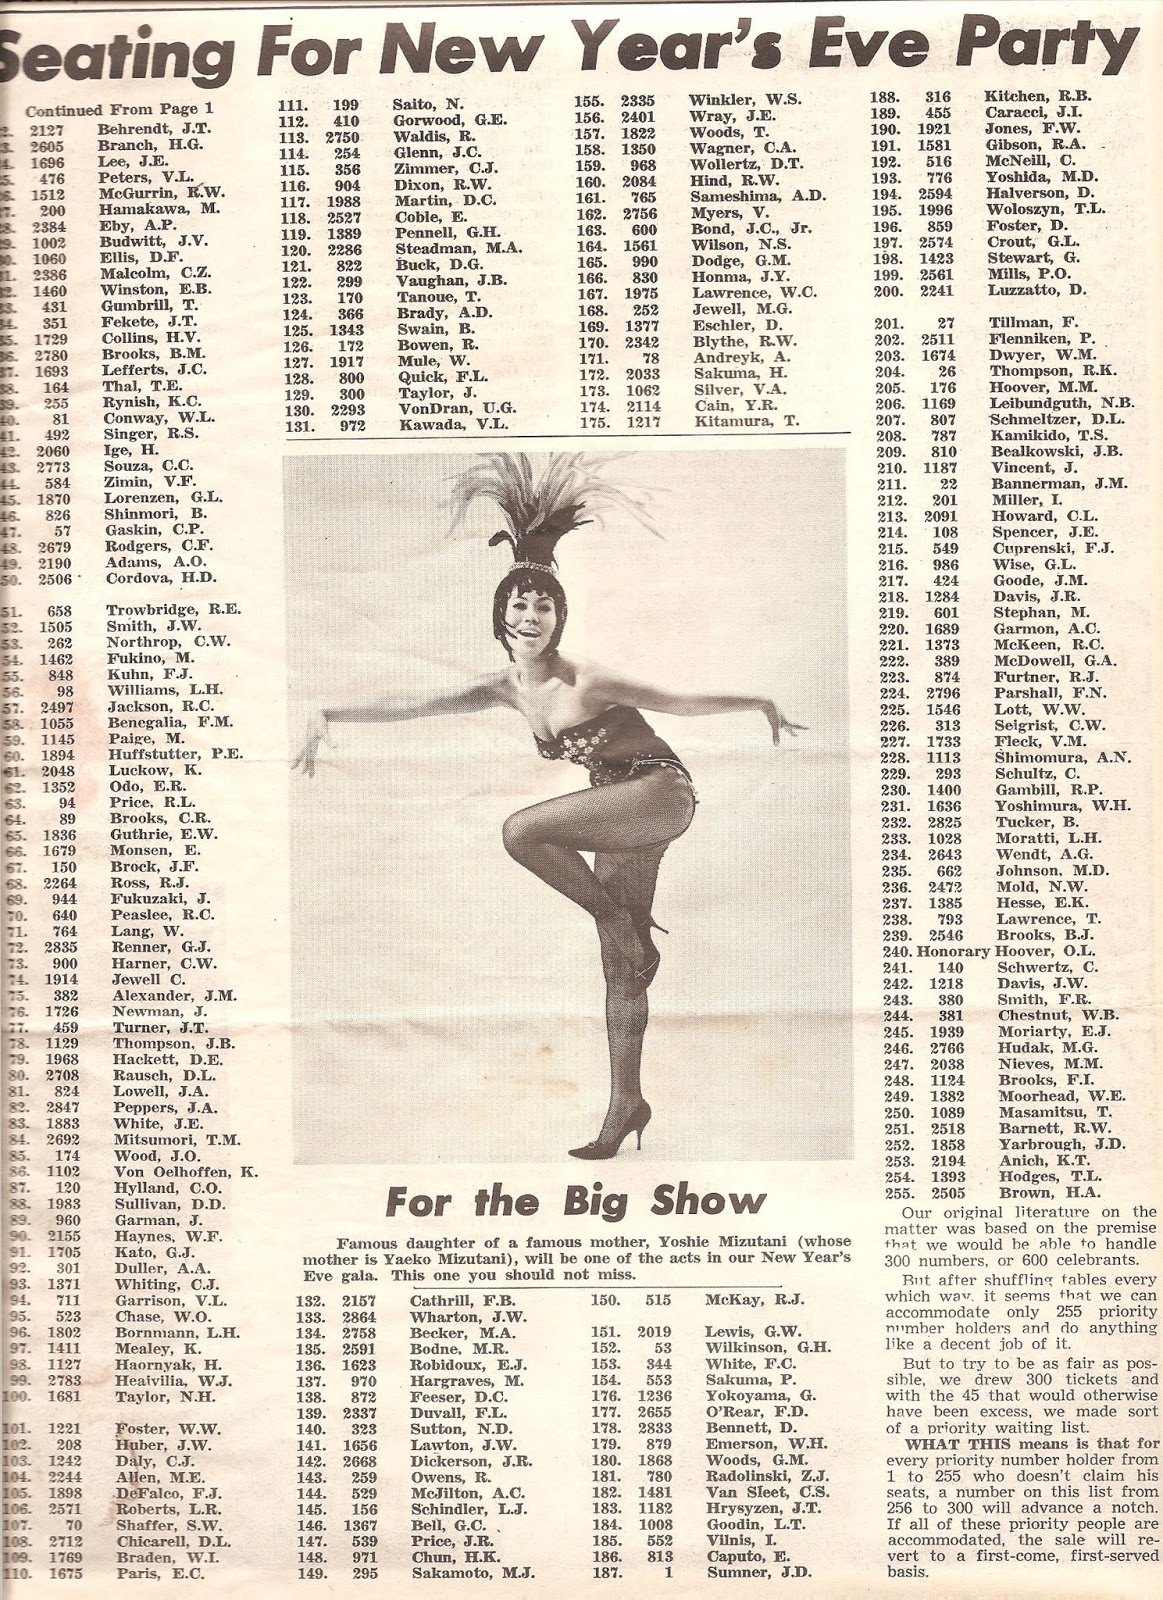 Seating For New Year's Eve Party
Continued From Page 1
2. 2127 Behrendt, J.T.
3. 2605 Branch, H.G.
4. 1696 Lee, J.E.
5. 476 Peters, V.L.
6. 1512 McGurrin, R.W.
7. 200 Hamakawa, M.
8. 2384 Eby, A.P.
9. 1002 Budwitt, J.V.
0. 1060 Ellis, D.F.
1. 2386 Malcolm, C.Z.
2. 1460 Winston, E.B.
3. 431 Gumbrill, T.
4. 351 Fekete, J.T.
5. 1729 Collins, H.V.
36. 2780 Brooks, B.M.
37. 1693 Lefferts, J.C.
38. 164 Thal, T.E.
39. 255 Rynish, K.C.
40. 81 Conway, W.L.
41. 492 Singer, R.S.
42. 2060 Ige, H.
43. 2773 Souza, C.C.
44. 584 Zimin, V.F.
45. 1870 Lorenzen, G.L.
46. 826 Shinmori, B.
47. 57 Gaskin, C.P.
48. 2679 Rodgers, C.F.
49. 2190 Adams, A.O.
50. 2506 Cordova, H.D.
51. 658 Trowbridge, R.E.
52. 1505 Smith, J.W.
53. 262 Northrop, C.W.
54. 1462 Fukino, M.
55. 848 Kuhn, F.J.
56. 98 Williams, L.H.
57. 2497 Jackson, R.C.
58. 1055 Benegalia, F.M.
59. 1145 Paige, M.
60. 1894 Huffstutter, P.E.
61. 2048 Luckow, K.
62. 1352 Odo, E.R.
63. 94 Price, R.L.
64. 89 Brooks, C.R.
65. 1836 Guthrie, E.W.
66. 1679 Monsen, E.
67. 150 Brock, J.F.
68. 2264 Ross, R.J.
69. 944 Fukuzaki, J.
70. 640 Peaslee, R.C.
71. 764 Lang, W.
72. 2835 Renner, G.J.
73. 900 Harner, C.W.
74. 1914 Jewell C.
75. 382 Alexander, J.M.
76. 1726 Newman, J.
77. 459 Turner, J.T.
78. 1129 Thompson, J.B.
79. 1968 Hackett, D.E.
80. 2708 Rausch, D.L.
81. 824 Lowell, J.A.
82. 2847 Peppers, J.A.
83. 1883 White, J.E.
84. 2692 Mitsumori, T.M.
85. 174 Wood, J.O.
86. 1102 Von Oelhoffen, K.
87. 120 Hylland, C.O.
88. 1983 Sullivan, D.D.
89. 960 Garman, J.
90. 2155 Haynes, W.F.
91. 1705 Kato, G.J.
92. 301 Duller, A.A.
93. 1371 Whiting, C.J.
94. 711 Garrison, V.L.
95. 523 Chase, W.O.
96. 1802 Bornmann, L.H.
97. 1411 Mealey, K.
98. 1127 Haornyak, H.
99. 2783 Heaivilia, W.J.
100. 1681 Taylor, N.H.
101. 1221 Foster, W.W.
102. 208 Huber, J.W.
103. 1242 Daly, C.J.
104. 2244 Allen, M.E.
105. 1898 DeFalco, F.J.
106. 2571 Roberts, L.R.
107. 70 Shaffer, S.W.
108. 2712 Chicarell, D.L.
109. 1769 Braden, W.I.
110. 1675 Paris, E.C.
111. 199 Saito, N.
112. 410 Gorwood, G.E.
113. 2750 Waldis, R.
114. 254 Glenn, J.C.
115. 356 Zimmer, C.J.
116. 904 Dixon, R.W.
117. 1988 Martin, D.C.
118. 2527 Coble, E.
119. 1389 Pennell, G.H.
120. 2286 Steadman, M.A.
121. 822 Buck, D.G.
122. 299 Vaughan, J.B.
123. 170 Tanoue, T.
124. 366 Brady, A.D.
125. 1343 Swain, B.
126. 172 Bowen, R.
127. 1917 Mule, W.
128. 800 Quick, F.L.
129. 300 Taylor, J.
130. 2293 VonDran, U.G.
131. 972 Kawada, V.L.
155. 2335 Winkler, W.S.
156. 2401 Wray, J.E.
157. 1822 Woods, T.
158. 1350 Wagner, C.A.
159. 968 Wollertz, D.T.
160. 2084 Hind, R.W.
161. 765 Sameshima, A.D.
162. 2756 Myers, V.
163. 600 Bond, J.C., Jr.
164. 1561 Wilson, N.S.
165. 990 Dodge, G.M.
166. 830 Honma, J.Y.
167. 1975 Lawrence, W.C.
168. 252 Jewell, M.G.
169. 1377 Eschler, D.
170. 2342 Blythe, R.W.
171. 78 Andreyk, A.
172. 2033 Sakuma, H.
173. 1062 Silver, V.A.
174. 2114 Cain, Y.R.
175. 1217 Kitamura, T.
For the Big Show
Famous daughter of a famous mother, Yoshie Mizutani (whose
mother is Yaeko Mizutani), will be one of the acts in our New Year's
Eve gala. This one you should not miss.
132. 2157 Cathrill, F.B.
133. 2864 Wharton, J.W.
134. 2758 Becker, M.A.
135. 2591 Bodne, M.R.
136. 1623 Robidoux, E.J.
137. 970 Hargraves, M.
138. 872 Feeser, D.C.
139. 2337 Duvall, F.L.
140. 323 Sutton, N.D.
141. 1656 Lawton, J.W.
142. 2668 Dickerson, J.R.
143. 259 Owens, R.
144. 529 McJilton, A.C.
145. 156 Schindler, L.J.
146. 1367 Bell, G.C.
147. 539 Price, J.R.
148. 971 Chun, H.K.
149. 295 Sakamoto, M.J.
150. 515 McKay, R.J.
151. 2019 Lewis, G.W.
152. 53 Wilkinson, G.H.
153. 344 White, F.C.
154. 553 Sakuma, P.
176. 1236 Yokoyama, G.
177. 2655 O'Rear, F.D.
178. 2833 Bennett, D.
179. 879 Emerson, W.H.
180. 1868 Woods, G.M.
181. 780 Radolinski, Z.J.
182. 1481 Van Sleet, C.S.
183. 1182 Hrysyzen, J.T.
184. 1008 Goodin, L.T.
185. 552 Vilnis, I.
186. 813 Caputo, E.
187. 1 Sumner, J.D.
188. 316 Kitchen, R.B.
189. 455 Caracci, J.I.
190. 1921 Jones, F.W.
191. 1581 Gibson, R.A.
192. 516 McNeill, C.
193. 776 Yoshida, M.D.
194. 2594 Halverson, D.
195. 1996 Woloszyn, T.L.
196. 859 Foster, D.
197. 2574 Crout, G.L.
198. 1423 Stewart, G.
199. 2561 Mills, P.O.
200. 2241 Luzzatto, D.
201. 27 Tillman, F.
202. 2511 Flenniken, P.
203. 1674 Dwyer, W.M.
204. 26 Thompson, R.K.
205. 176 Hoover, M.M.
206. 1169 Leibundguth, N.B.
207. 807 Schmeltzer, D.L.
208. 787 Kamikido, T.S.
209. 810 Bealkowski, J.B.
210. 1187 Vincent, J.
211. 22 Bannerman, J.M.
212. 201 Miller, I.
213. 2091 Howard, C.L.
214. 108 Spencer, J.E.
215. 549 Cuprenski, F.J.
216. 986 Wise, G.L.
217. 424 Goode, J.M.
218. 1284 Davis, J.R.
219. 601 Stephan, M.
220. 1689 Garmon, A.C.
221. 1373 McKeen, R.C.
222. 389 McDowell, G.A.
223. 874 Furtner, R.J.
224. 2796 Parshall, F.N.
225. 1546 Lott, W.W.
226. 313 Seigrist, C.W.
227. 1733 Fleck, V.M.
228. 1113 Shimomura, A.N.
229. 293 Schultz, C.
230. 1400 Gambill, R.P.
231. 1636 Yoshimura, W.H.
232. 2825 Tucker, B.
233. 1028 Moratti, L.H.
234. 2643 Wendt, A.G.
235. 662 Johnson, M.D.
236. 2472 Mold, N.W.
237. 1385 Hesse, E.K.
238. 793 Lawrence, T.
239. 2546 Brooks, B.J.
240. Honorary Hoover, O.L.
241. 140 Schwertz, C.
242. 1218 Davis, J.W.
243. 380 Smith, F.R.
244. 381 Chestnut, W.B.
245. 1939 Moriarty, E.J.
246. 2766 Hudak, M.G.
247. 2038 Nieves, M.M.
248. 1124 Brooks, F.I.
249. 1382 Moorhead, W.E.
250. 1089 Masamitsu, T.
251. 2518 Barnett, R.W.
252. 1858 Yarbrough, J.D.
253. 2194 Anich, K.T.
254. 1393 Hodges, T.L.
255. 2505 Brown, H.A.
Our original literature on the
matter was based on the premise
that we would be able to handle
300 numbers, or 600 celebrants.
But after shuffling tables every
which way, it seems that we can
accommodate only 255 priority
number holders and do anything
like a decent job of it.
But to try to be as fair as pos-
sible, we drew 300 tickets and
with the 45 that would otherwise
have been excess, we made sort
of a priority waiting list.
WHAT THIS means is that for
every priority number holder from
1 to 255 who doesn't claim his
seats, a number on this list from
256 to 300 will advance a notch.
If all of these priority people are
accommodated, the sale will re-
vert to a first-come, first-served
basis.